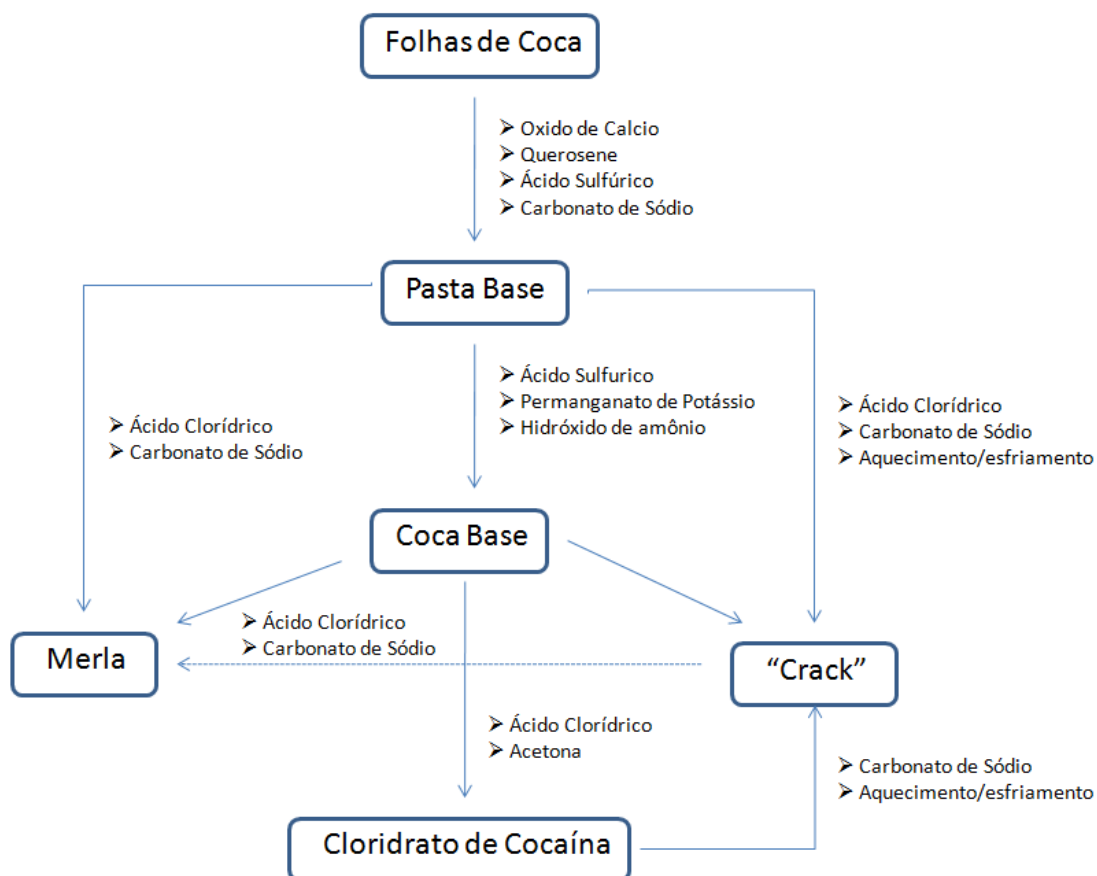 Folhas de Coca
➢ Oxido de Calcio
➢ Querosene
➢ Ácido Sulfúrico
➢ Carbonato de Sódio
Pasta Base
➢ Ácido Clorídrico
➢ Carbonato de Sódio
➢ Ácido Sulfurico
➢ Permanganato de Potássio
➢ Hidróxido de amônio
➢ Ácido Clorídrico
➢ Carbonato de Sódio
➢ Aquecimento/esfriamento
Coca Base
➢ Ácido Clorídrico
➢ Carbonato de Sódio
Merla
“Crack”
➢ Ácido Clorídrico
➢ Acetona
➢ Carbonato de Sódio
➢ Aquecimento/esfriamento
Cloridrato de Cocaína